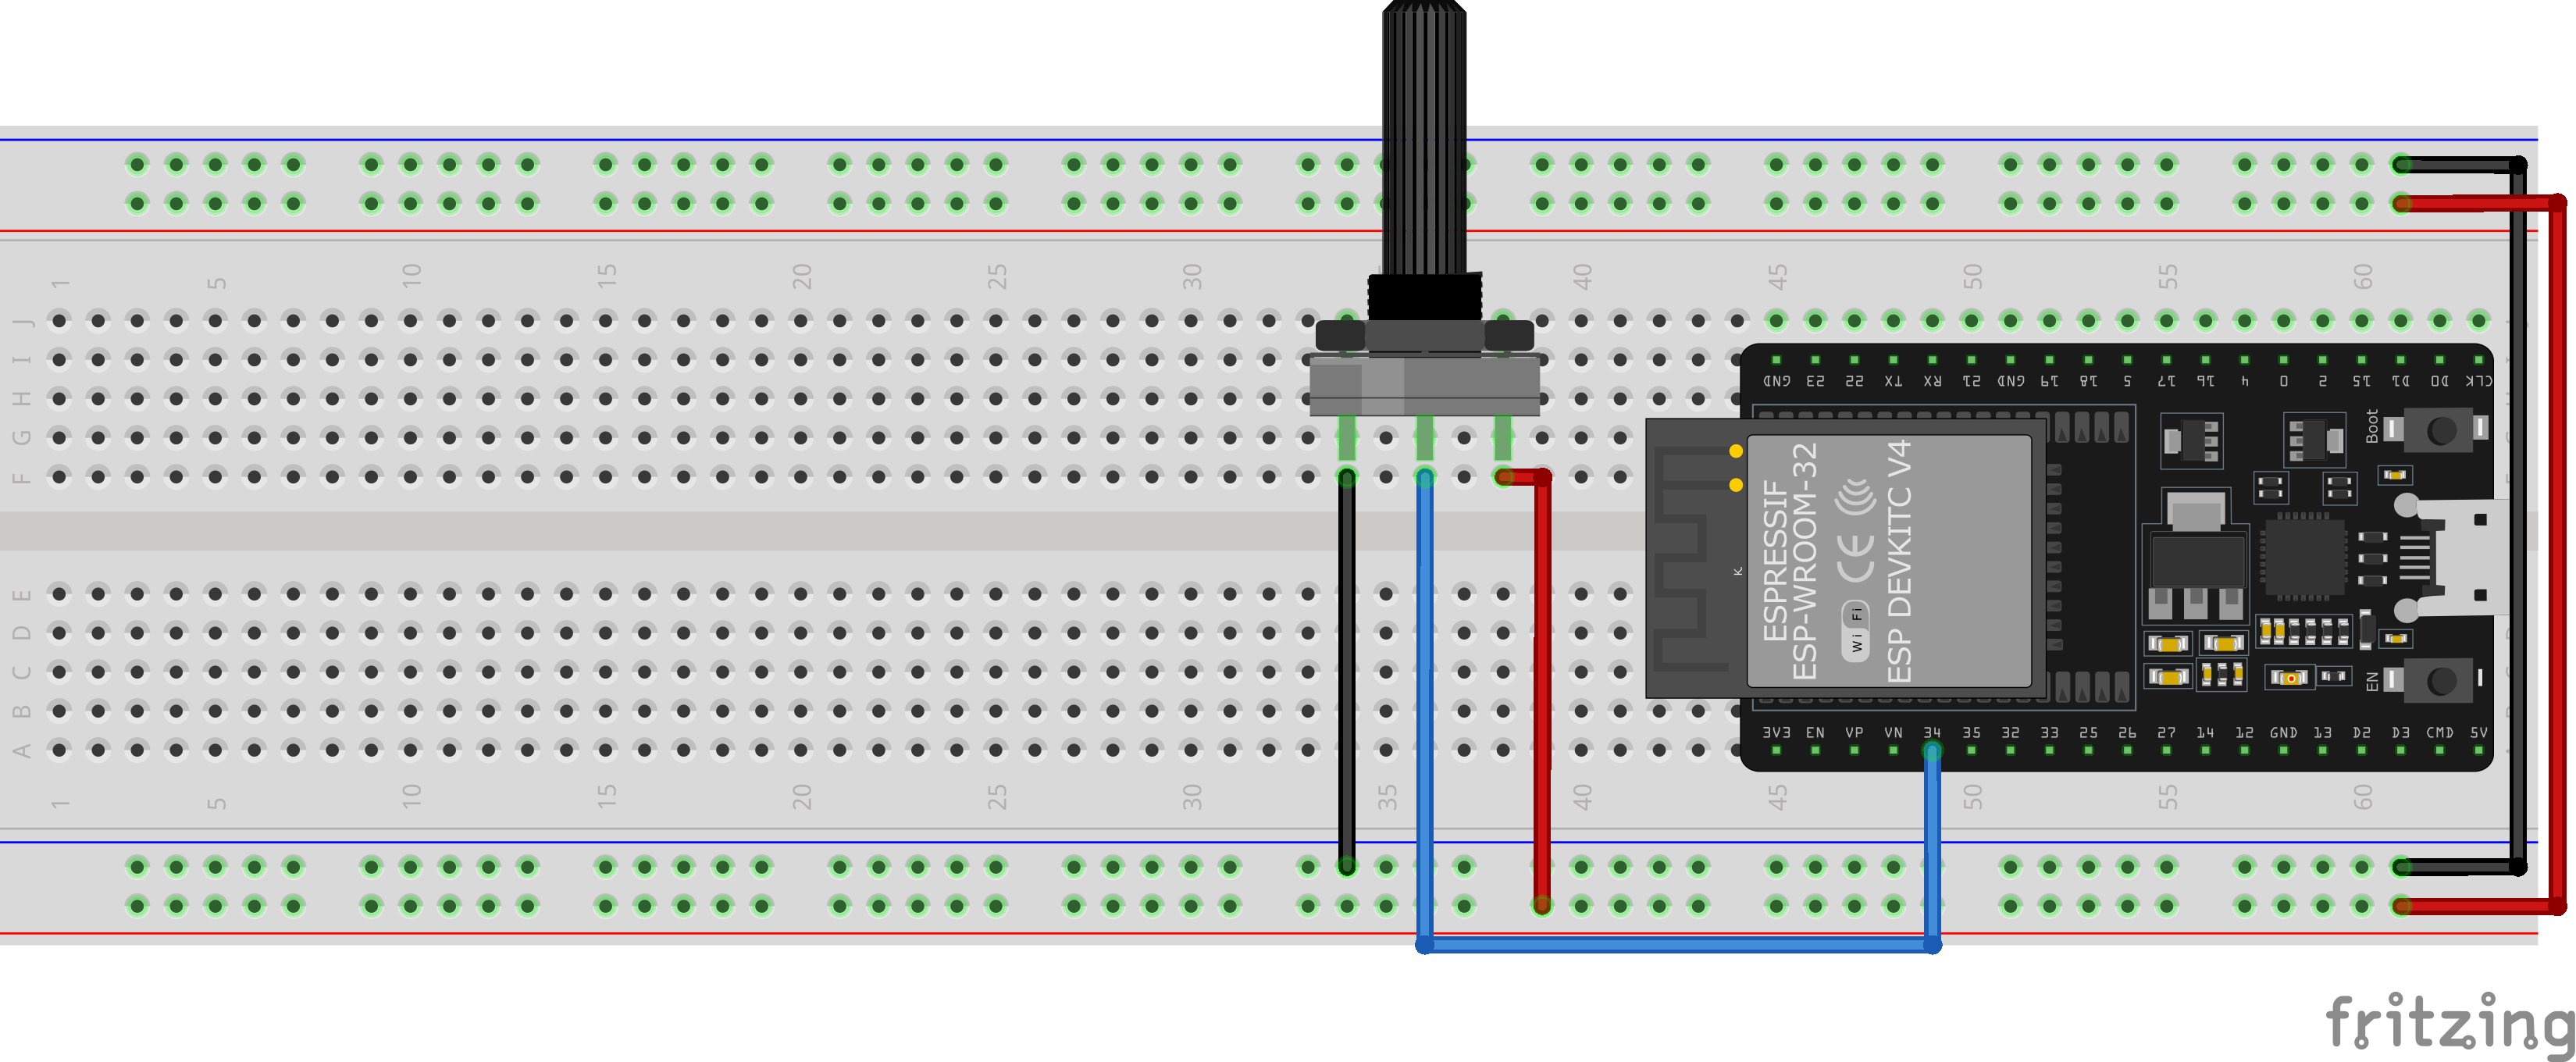 1 5 10 15 20 25 30 40 45 50 55 60
J
I
H
G
F
E
D
C
B
A
GND 23 22 TX RX 21 GND 19 18 5 17 16 4 0 2 15 D1 D0 CLK
Boot
ESPRESSIF
ESP-WROOM-32
Wi Fi
CE
ESP DEVKITC V4
EN
3V3 EN VP VN 34 35 32 33 25 26 27 14 12 GND 13 D2 D3 CMD 5V
1 5 10 15 20 25 30 35 40 45 50 55 60
fritzing